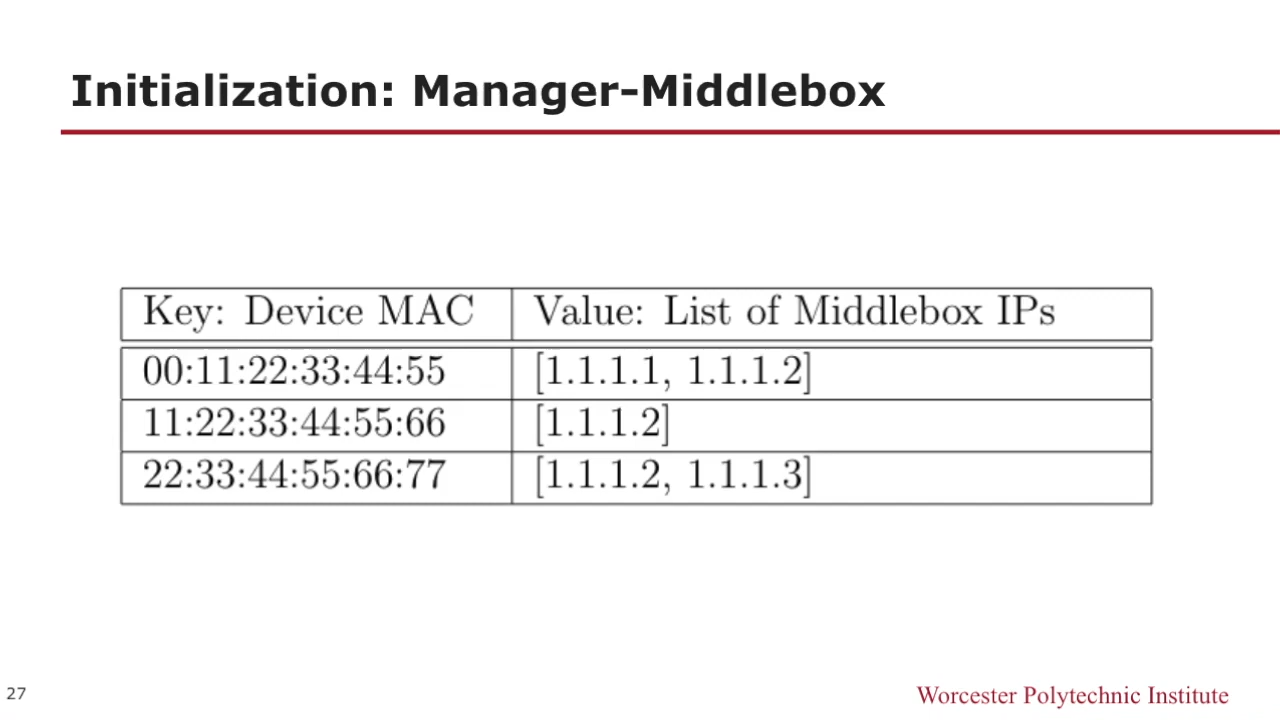 Initialization: Manager-Middlebox
Key: Device MAC Value: List of Middlebox IPs
00:11:22:33:44:55 [1.1.1.1, 1.1.1.2]
11:22:33:44:55:66 [1.1.1.2]
22:33:44:55:66:77 [1.1.1.2, 1.1.1.3]
27 Worcester Polytechnic Institute